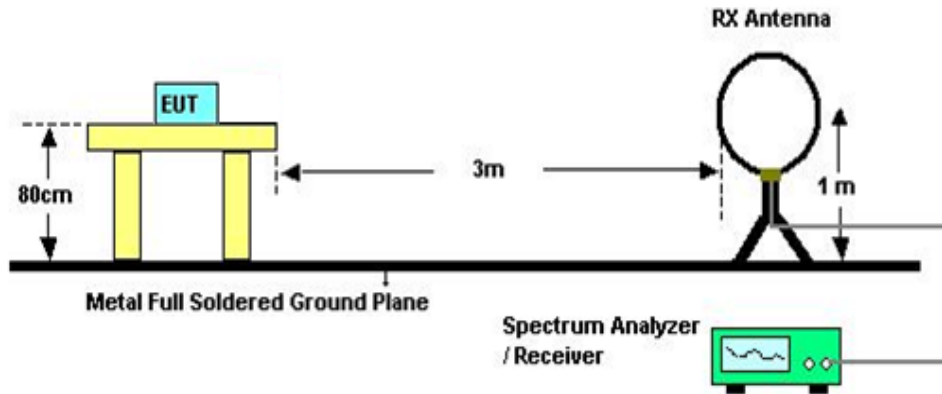 RX Antenna
EUT
3m
80cm
1 m
Metal Full Soldered Ground Plane
Spectrum Analyzer
/ Receiver